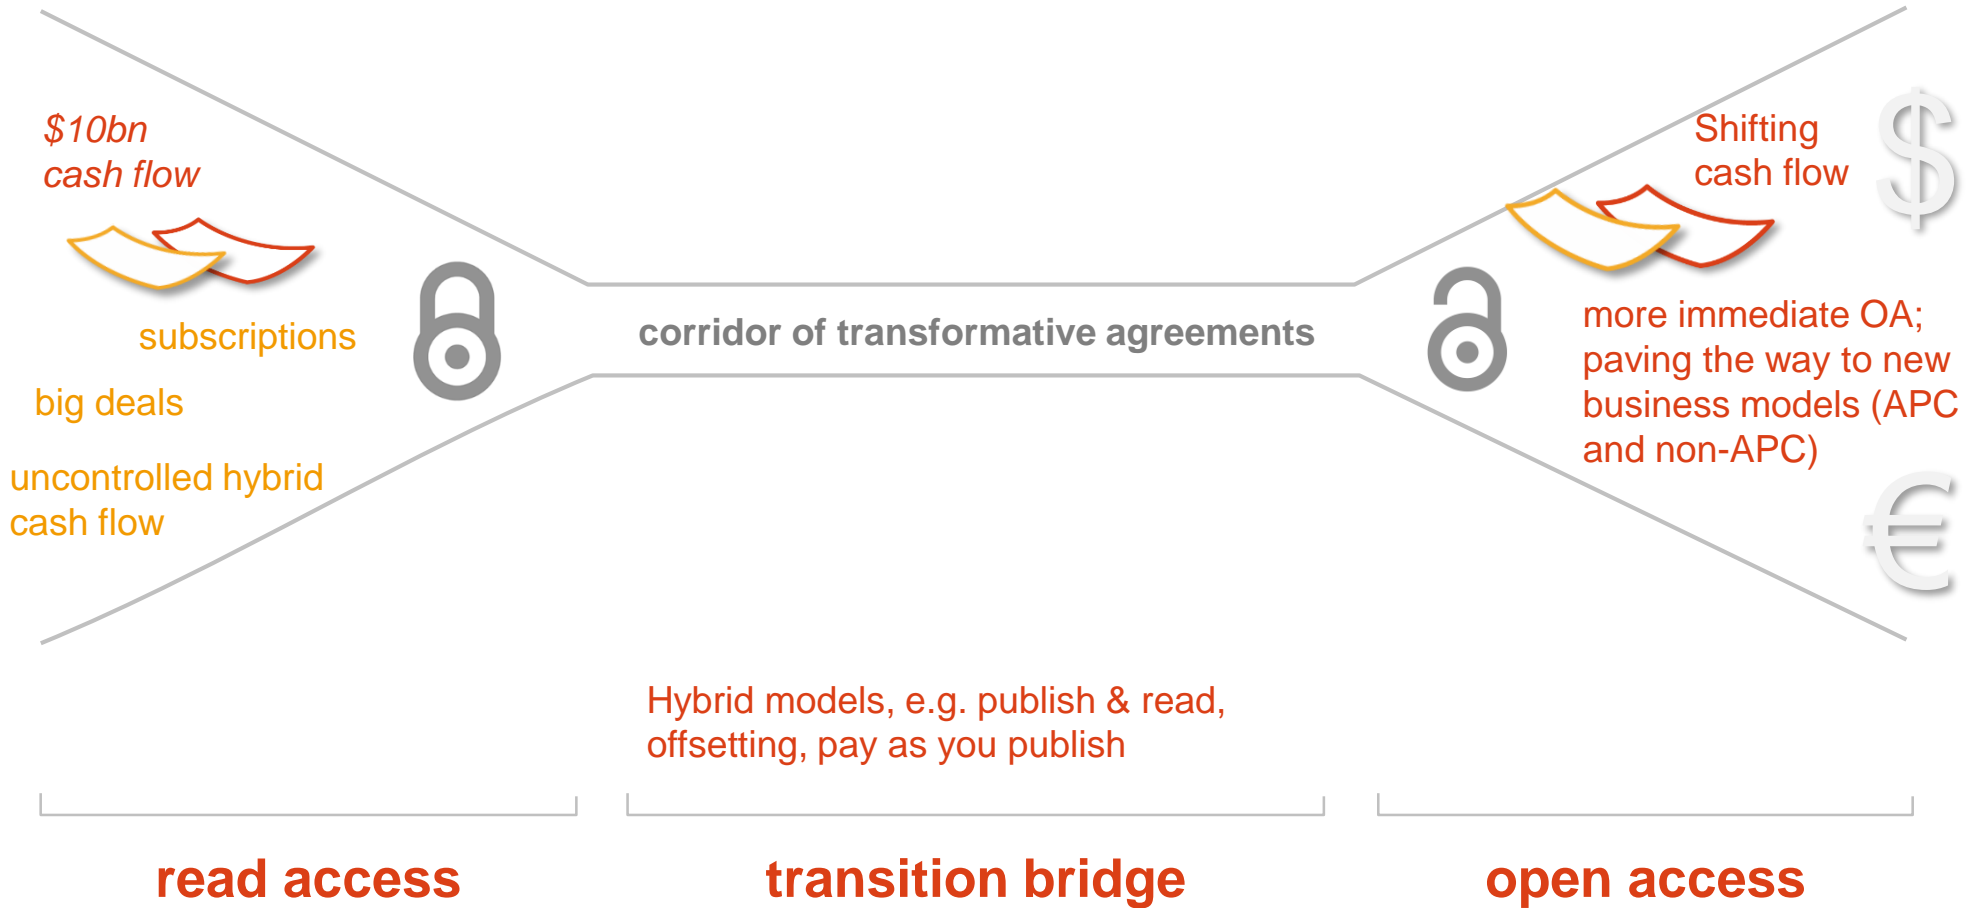 $10bn
cash flow
subscriptions
big deals
uncontrolled hybrid
cash flow
corridor of transformative agreements
Shifting
cash flow
$
more immediate OA;
paving the way to new
business models (APC
and non-APC)
€
Hybrid models, e.g. publish & read,
offsetting, pay as you publish
read access
transition bridge
open access